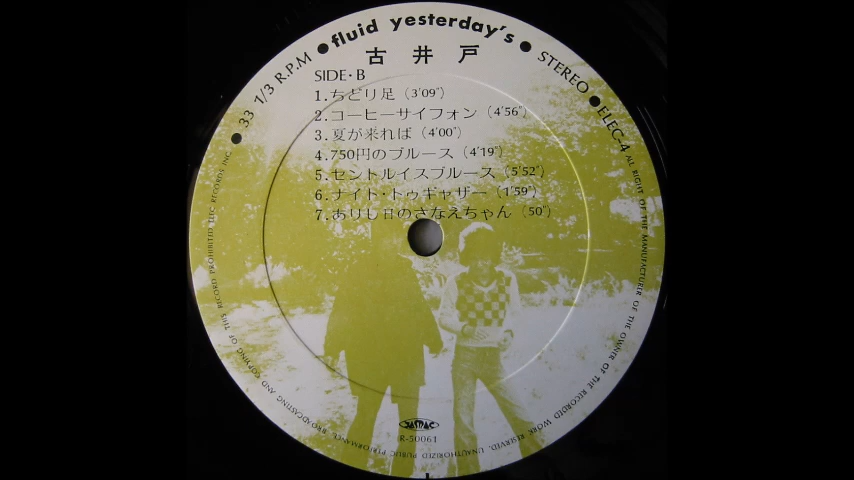 fluid yesterday's
古井戸
33 1/3 R.P.M
STEREO
ELEC-4
SIDE・B
1.ちどり足(3'09")
2.コーヒーサイフォン(4'56")
3.夏が来れば(4'00")
4.750円のブルース(4'19")
5.セントルイスブルース(5'52")
6.ナイト・トゥギャザー(1'59")
7.ありし日のさなえちゃん(50")
JASRAC
R-50061
ALL RIGHT OF THE MANUFACTURER OF THE OWNER OF THE RECORDED WORK RESERVED, UNAUTHORIZED PUBLIC PERFORMANCE, BROADCASTING AND COPYING OF THIS RECORD PROHIBITED ELEC RECORDS INC.